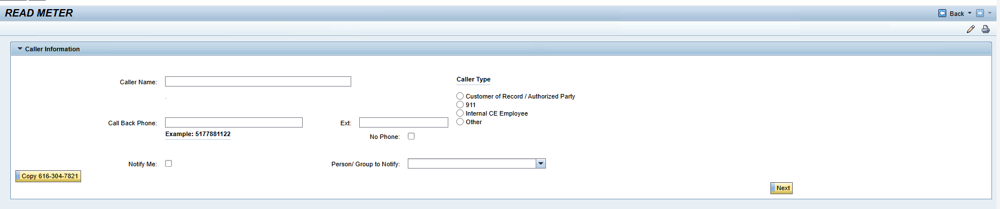 READ METER
Back
Caller Information
Caller Name:
Caller Type
Customer of Record / Authorized Party
911
Internal CE Employee
Other
Call Back Phone:
Ext:
Example: 5177881122
No Phone:
Notify Me:
Person/ Group to Notify:
Copy 616-304-7821
Next